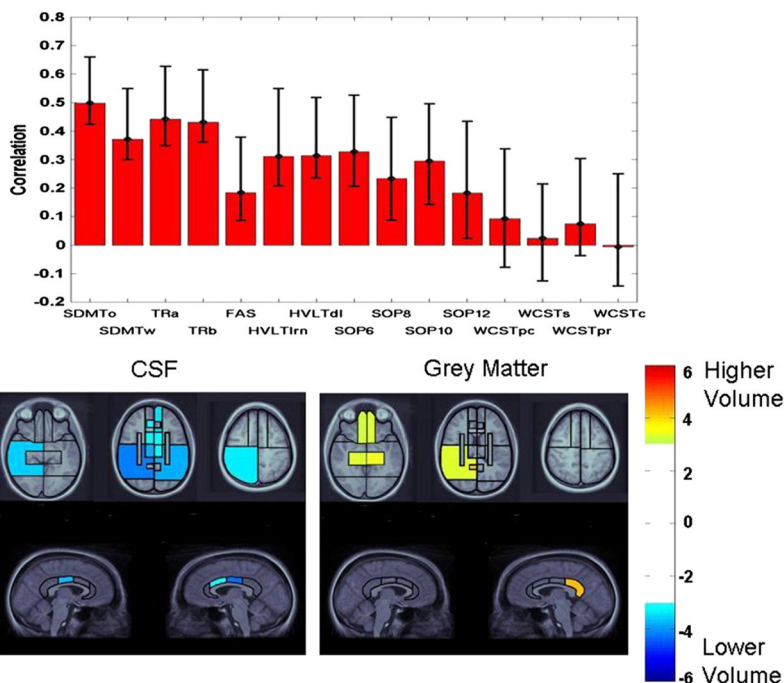 0.8
0.7
0.6
0.5
0.4
0.3
0.2
0.1
0
-0.1
-0.2
Correlation
SDMTo TRa FAS HVLTdl SOP8 SOP12 WCSTs WCSTc
SDMTw TRb HVLTlrn SOP6 SOP10 WCSTpc WCSTpr
CSF Grey Matter
6 Higher
Volume
4
2
0
-2
-4
Lower
-6 Volume